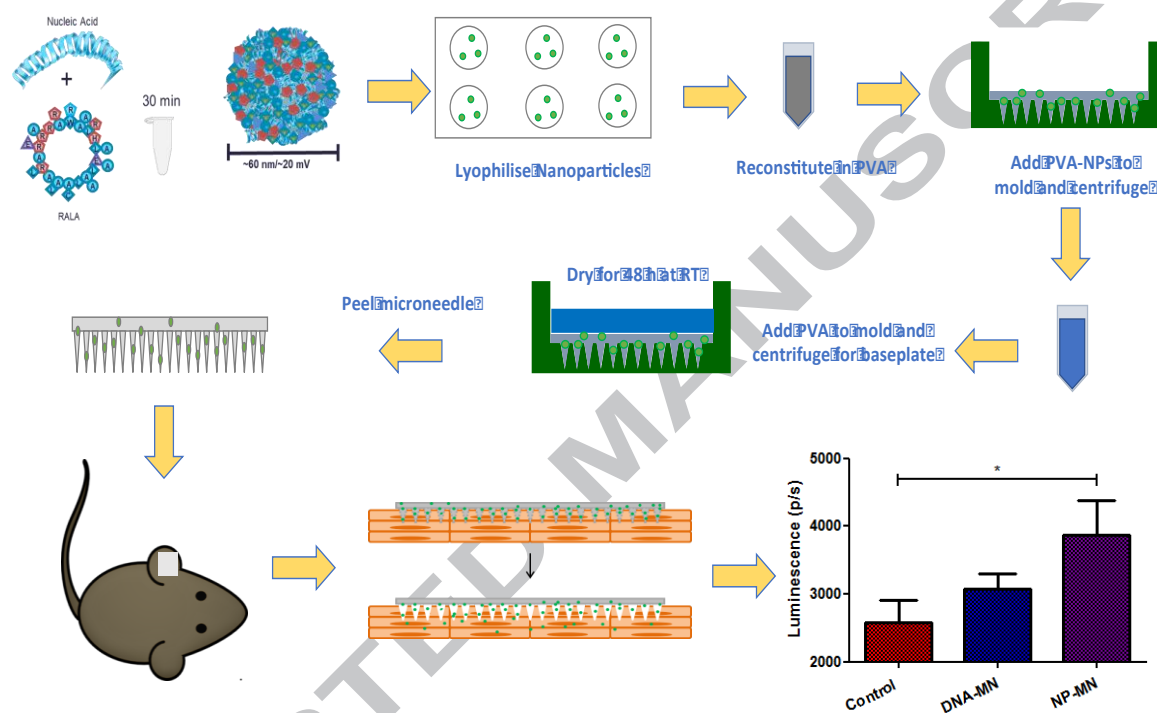 Nucleic Acid
+
30 min
RALA
~60 nm/~20 mV
Lyophilise Nanoparticles
Reconstitute in PVA
Add PVA-NPs to
mold and centrifuge
Add PVA to mold and
centrifuge for baseplate
Dry for 48 h at RT
Peel microneedle
5000
4000
3000
2000
Luminescence (p/s)
*
Control
DNA-MN
NP-MN